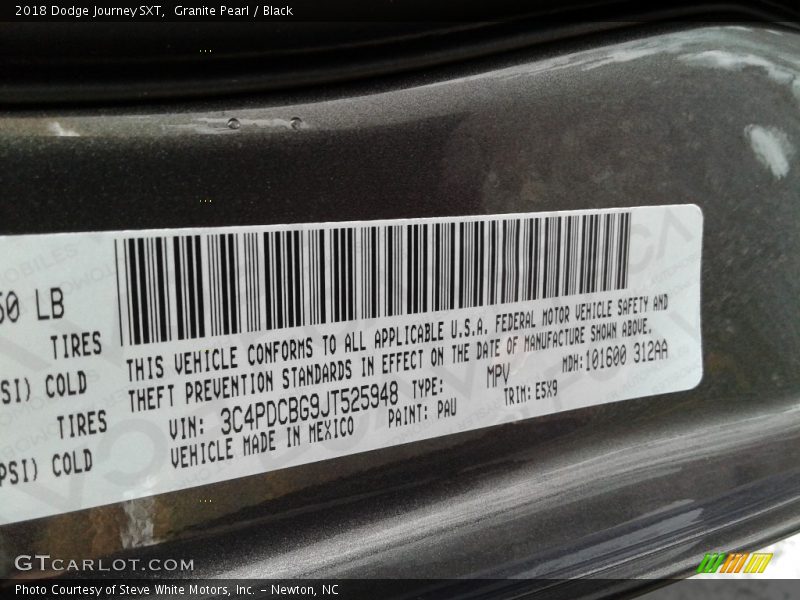 2018 Dodge Journey SXT,  Granite Pearl / Black
50 LB
TIRES
SI) COLD
TIRES
PSI) COLD
THIS VEHICLE CONFORMS TO ALL APPLICABLE U.S.A. FEDERAL MOTOR VEHICLE SAFETY AND
THEFT PREVENTION STANDARDS IN EFFECT ON THE DATE OF MANUFACTURE SHOWN ABOVE.
VIN: 3C4PDCBG9JT525948 TYPE: MPV MDH:101600 312AA
VEHICLE MADE IN MEXICO PAINT: PAU TRIM: E5X9
GTCARLOT.COM
Photo Courtesy of Steve White Motors, Inc. – Newton, NC